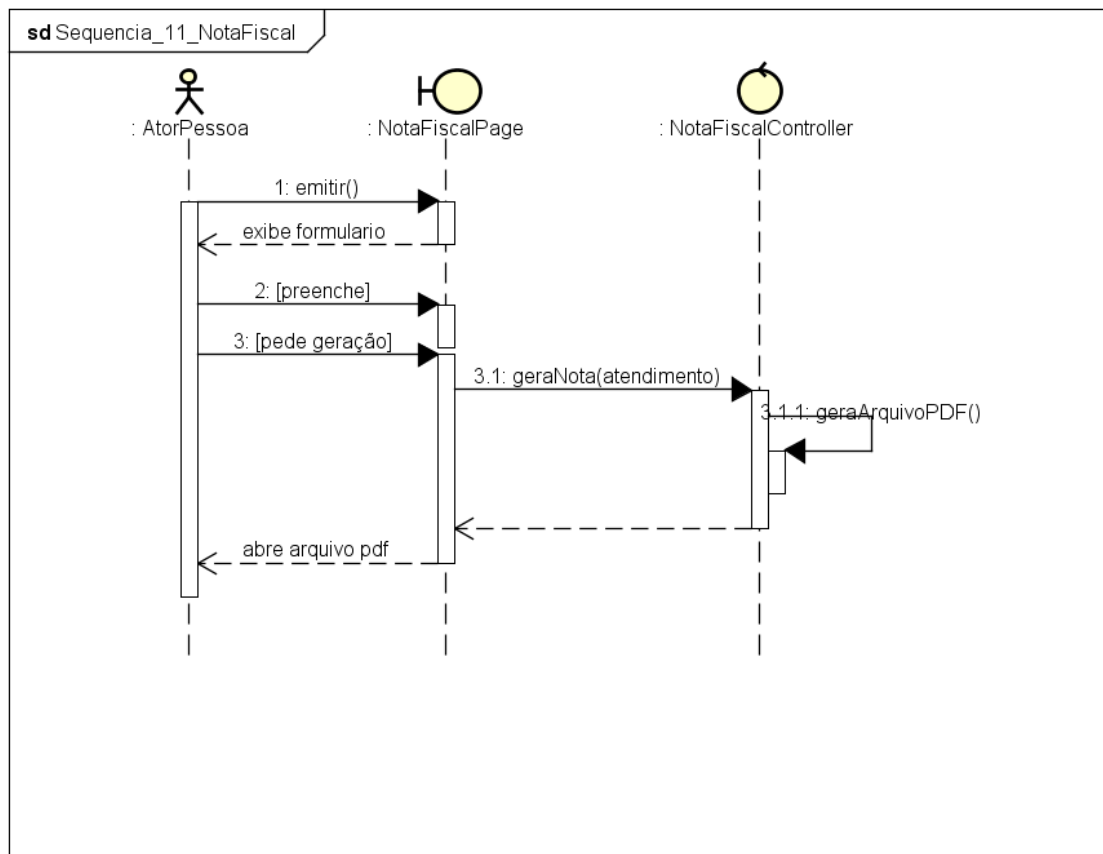 sd Sequencia_11_NotaFiscal
: AtorPessoa
: NotaFiscalPage
: NotaFiscalController
1: emitir()
exibe formulario
2: [preenche]
3: [pede geração]
3.1: geraNota(atendimento)
3.1.1: geraArquivoPDF()
abre arquivo pdf